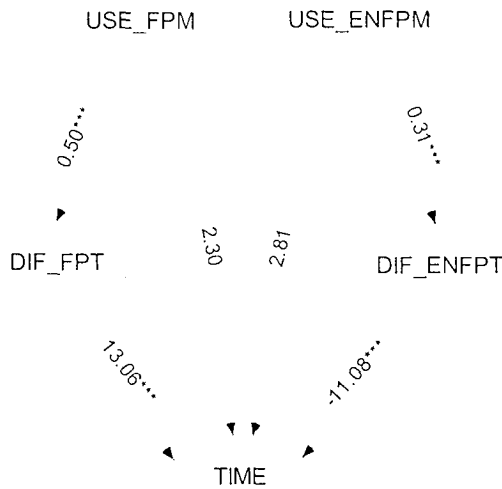 USE_FPM USE_ENFPM
0.50*** 0.31***
2.30 2.81
DIF_FPT DIF_ENFPT
13.06*** -11.08***
TIME